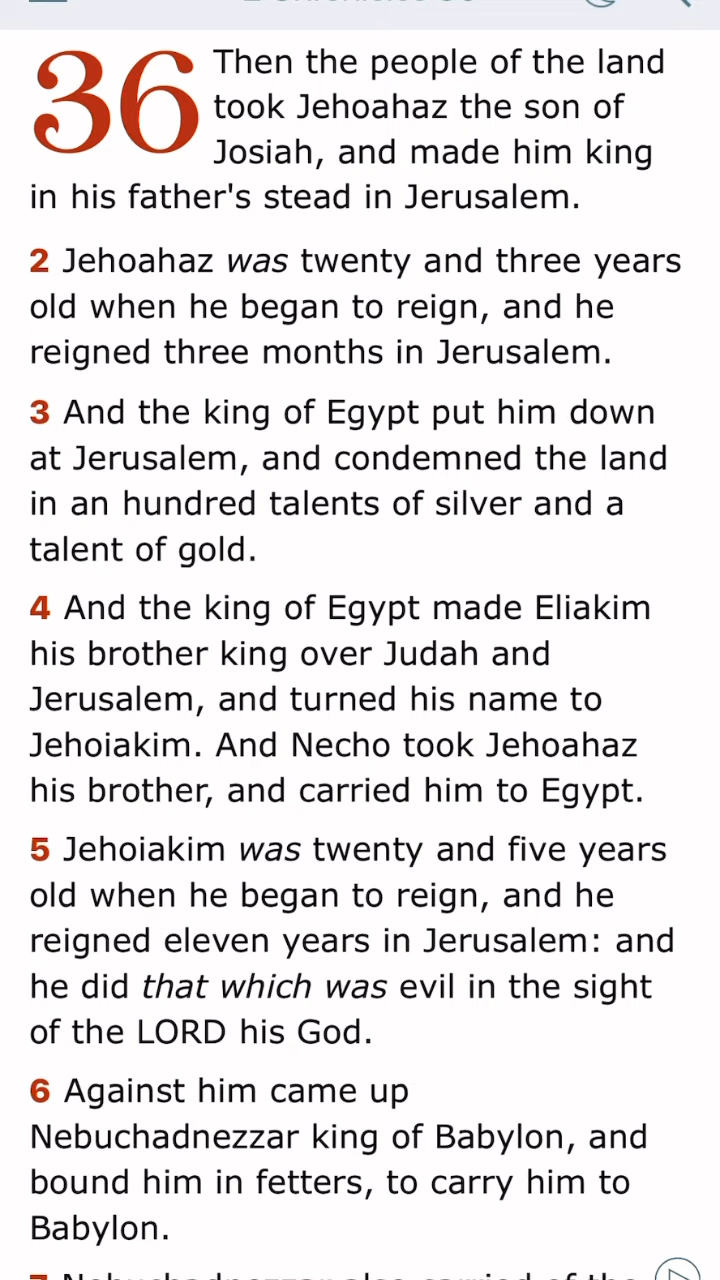 36 Then the people of the land
took Jehoahaz the son of
Josiah, and made him king
in his father's stead in Jerusalem.
2 Jehoahaz was twenty and three years
old when he began to reign, and he
reigned three months in Jerusalem.
3 And the king of Egypt put him down
at Jerusalem, and condemned the land
in an hundred talents of silver and a
talent of gold.
4 And the king of Egypt made Eliakim
his brother king over Judah and
Jerusalem, and turned his name to
Jehoiakim. And Necho took Jehoahaz
his brother, and carried him to Egypt.
5 Jehoiakim was twenty and five years
old when he began to reign, and he
reigned eleven years in Jerusalem: and
he did that which was evil in the sight
of the LORD his God.
6 Against him came up
Nebuchadnezzar king of Babylon, and
bound him in fetters, to carry him to
Babylon.
7 Nebuchadnezzar also carried of the